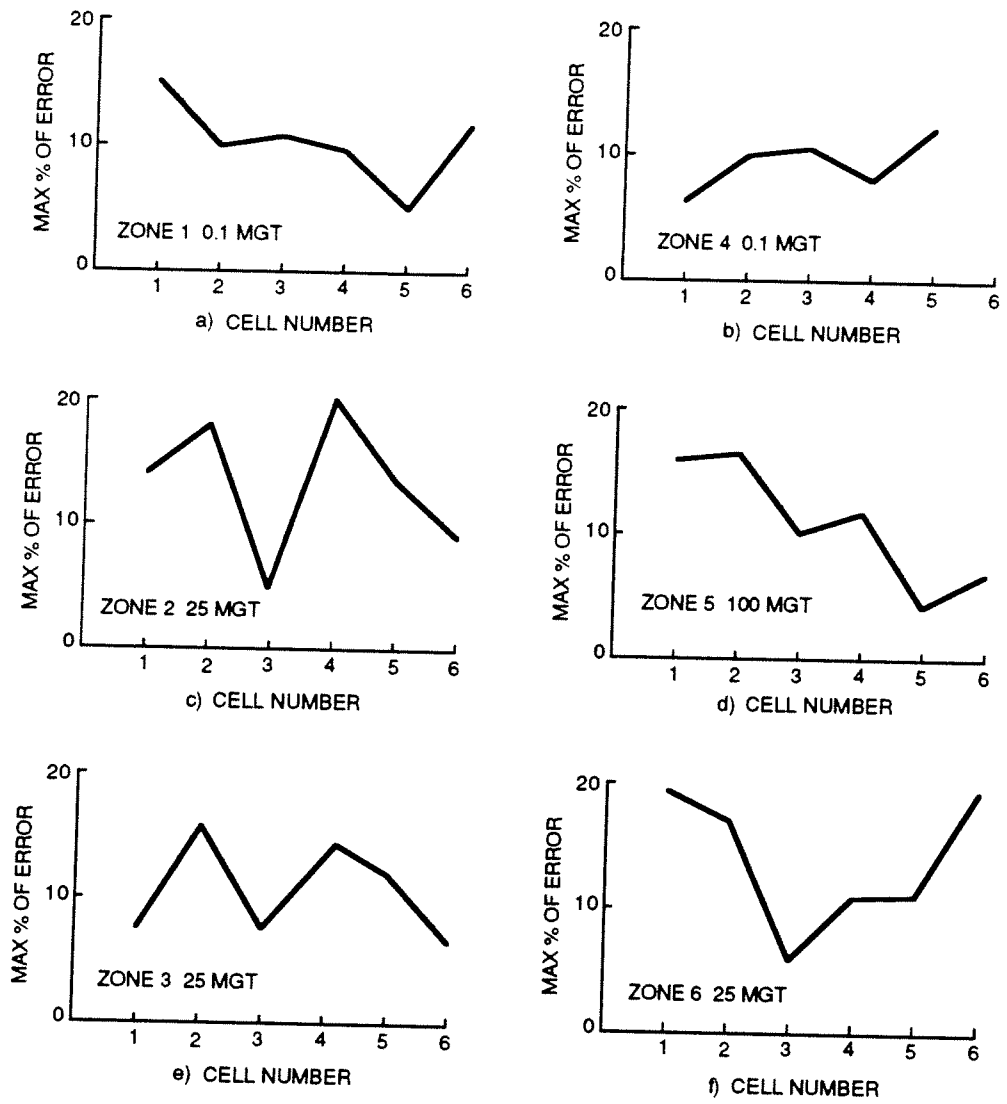 20
MAX % OF ERROR
10
ZONE 1 0.1 MGT
0
1 2 3 4 5 6
a) CELL NUMBER
20
MAX % OF ERROR
10
ZONE 4 0.1 MGT
0
1 2 3 4 5 6
b) CELL NUMBER
20
MAX % OF ERROR
10
ZONE 2 25 MGT
0
1 2 3 4 5 6
c) CELL NUMBER
20
MAX % OF ERROR
10
ZONE 5 100 MGT
0
1 2 3 4 5 6
d) CELL NUMBER
20
MAX % OF ERROR
10
ZONE 3 25 MGT
0
1 2 3 4 5 6
e) CELL NUMBER
20
MAX % OF ERROR
10
ZONE 6 25 MGT
0
1 2 3 4 5 6
f) CELL NUMBER